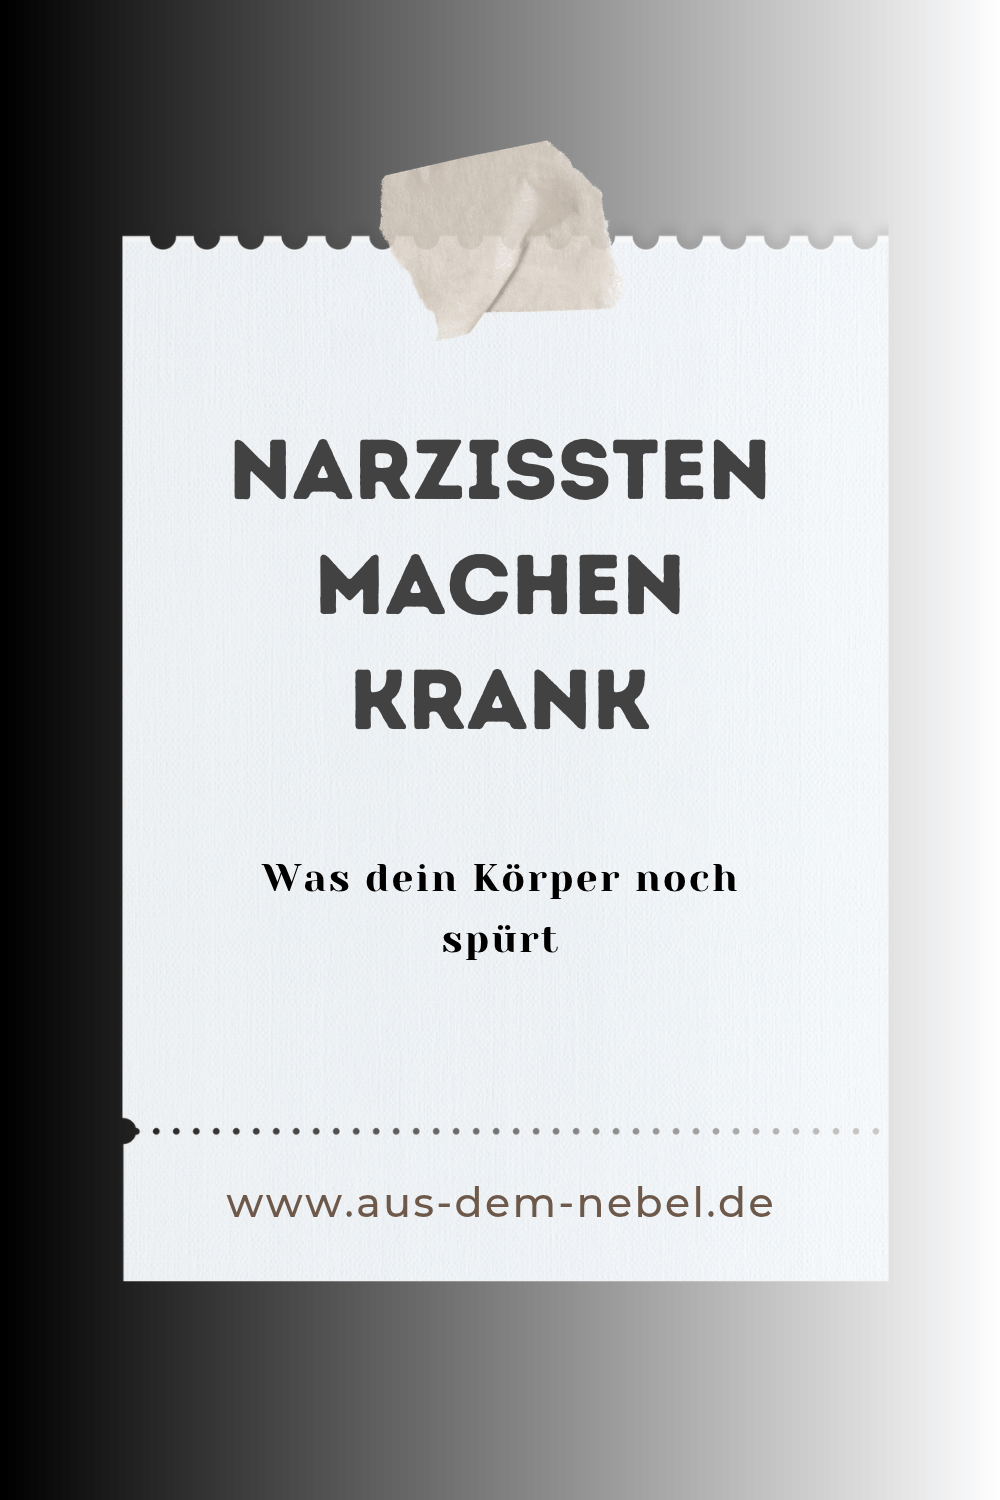 NARZISSTEN
MACHEN
KRANK
Was dein Körper noch
spürt
www.aus-dem-nebel.de